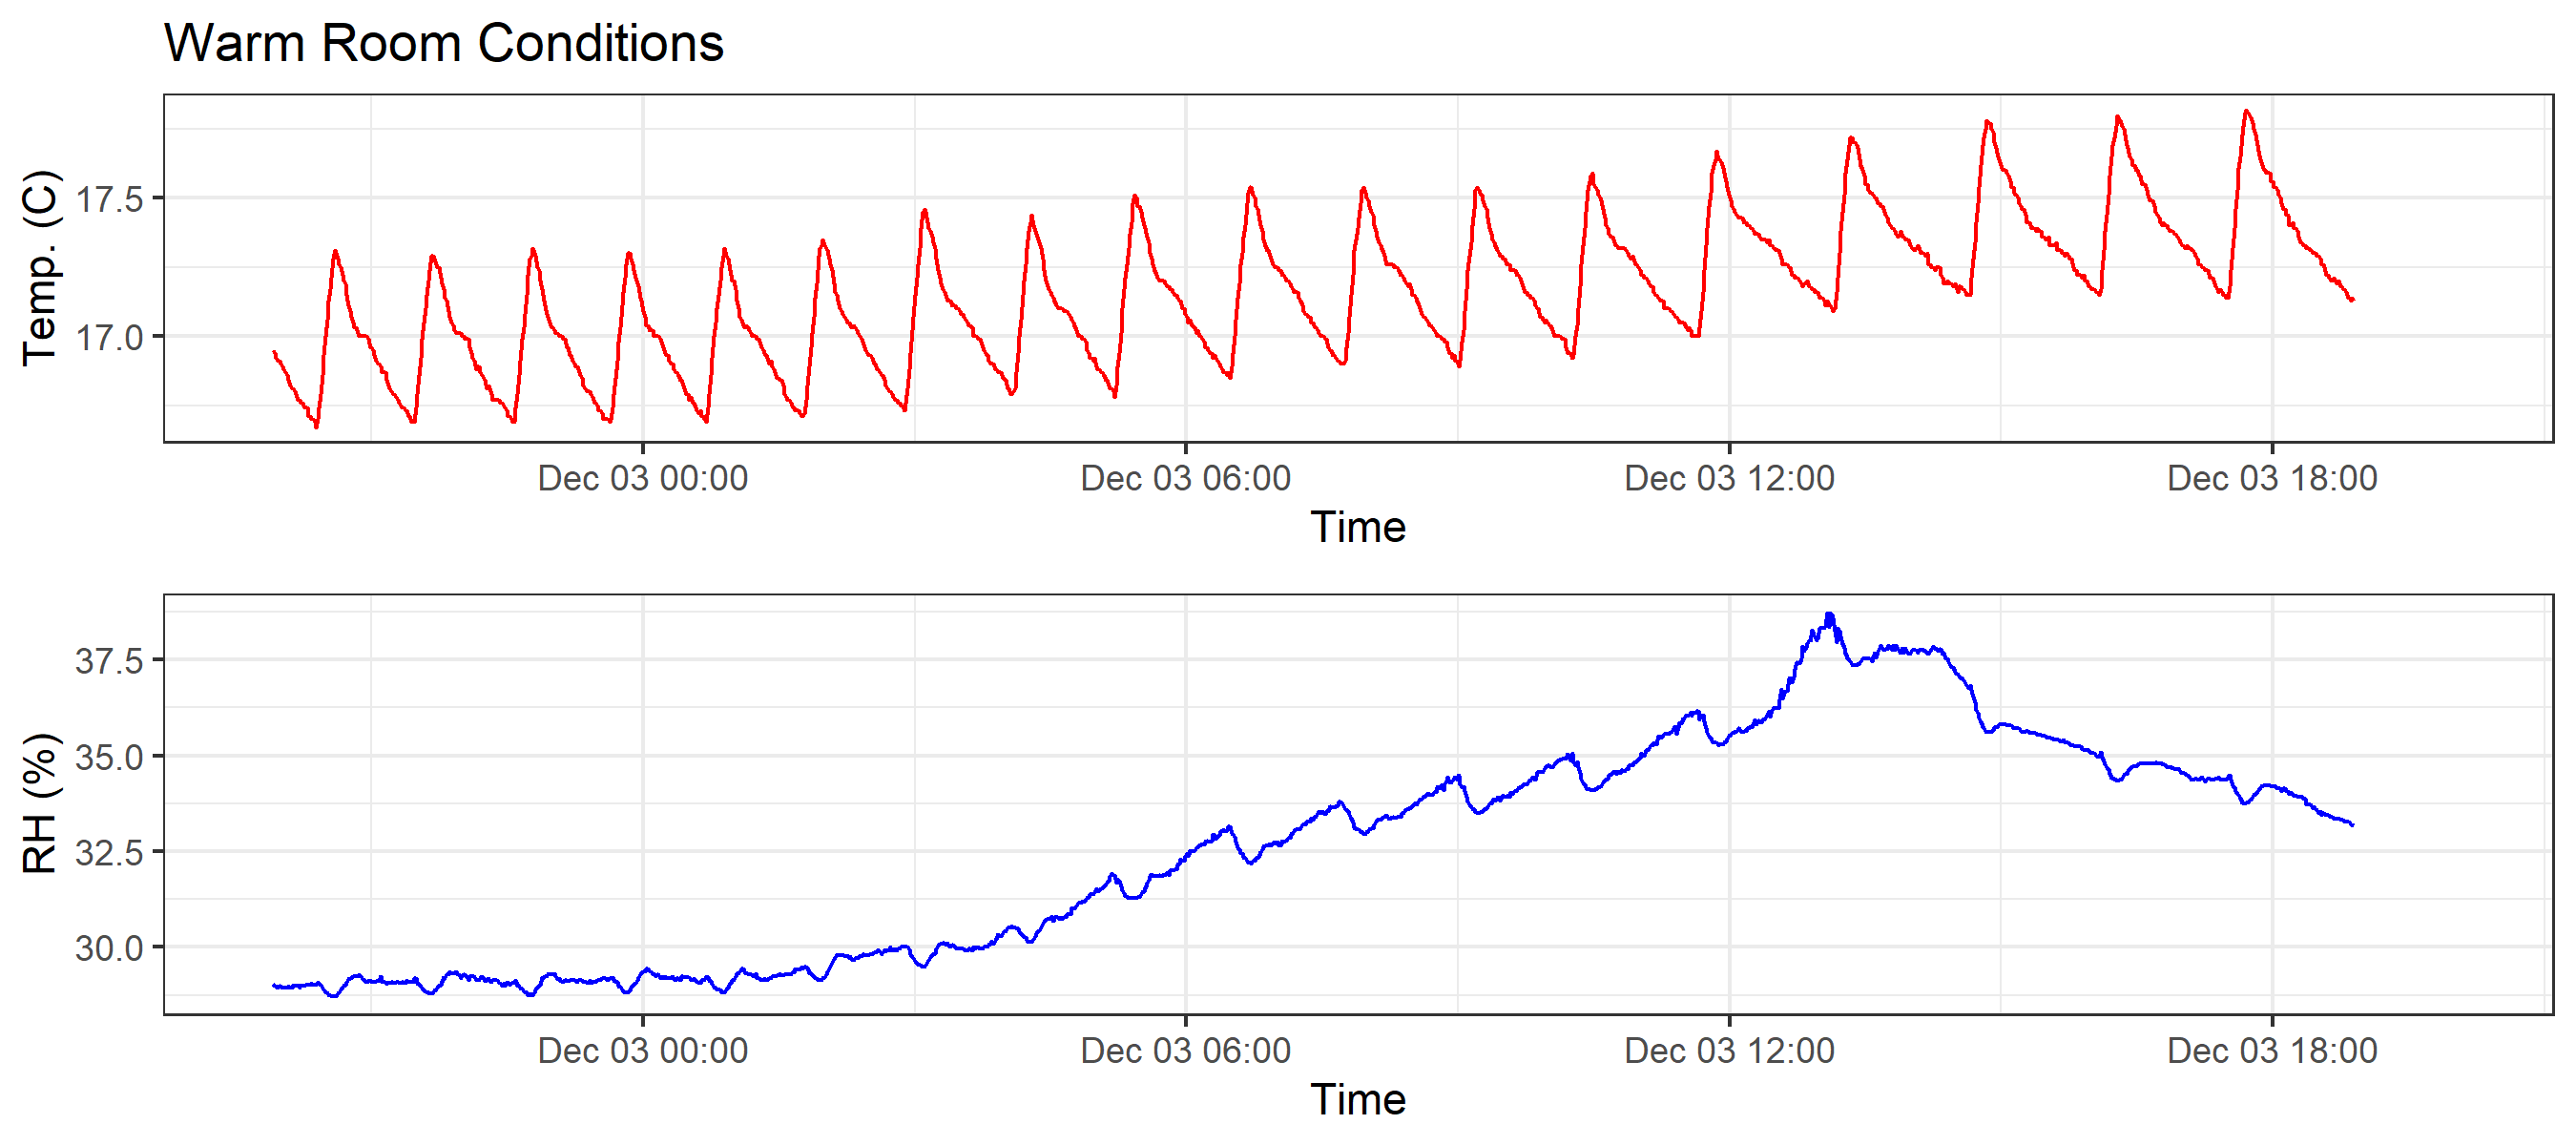 Warm Room Conditions
Temp. (C)
17.5
17.0
Dec 03 00:00 Dec 03 06:00 Dec 03 12:00 Dec 03 18:00
Time
RH (%)
37.5
35.0
32.5
30.0
Dec 03 00:00 Dec 03 06:00 Dec 03 12:00 Dec 03 18:00
Time